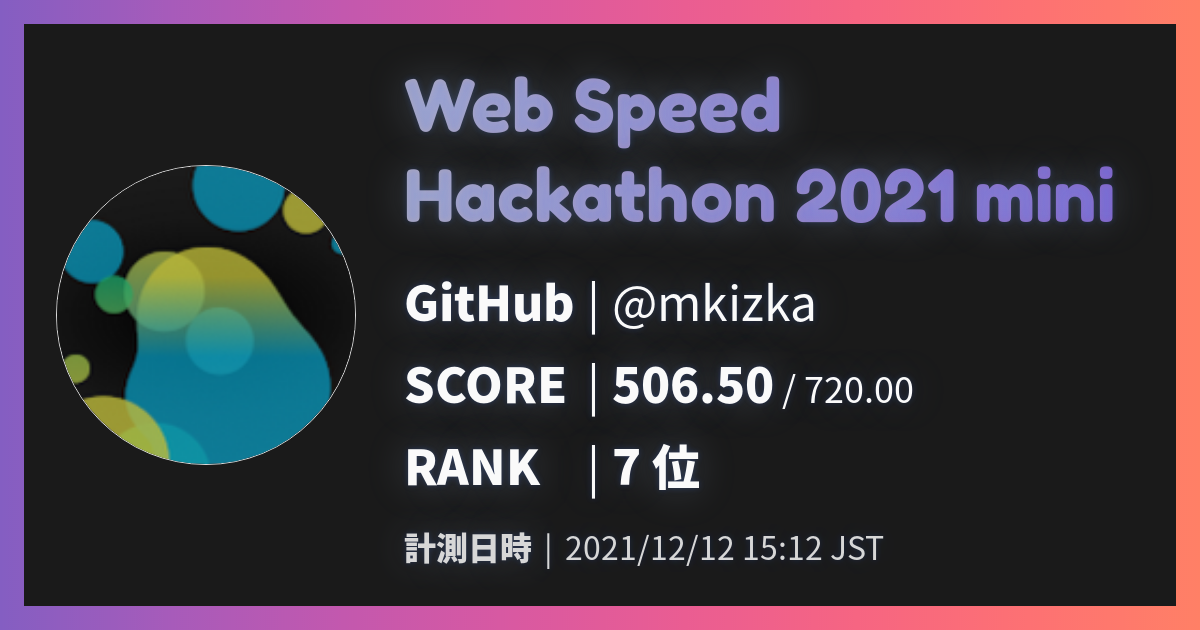 Web Speed
Hackathon 2021 mini
GitHub | @mkizka
SCORE | 506.50 / 720.00
RANK | 7 位
計測日時 | 2021/12/12 15:12 JST